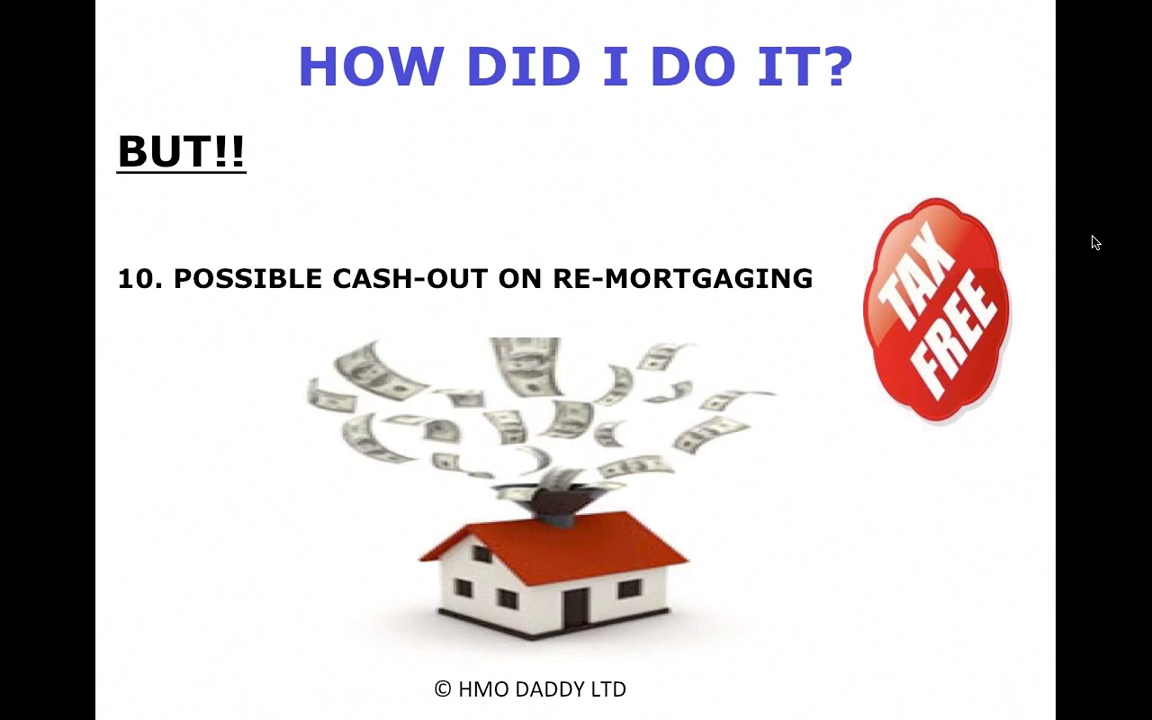 HOW DID I DO IT?
BUT!!
10. POSSIBLE CASH-OUT ON RE-MORTGAGING
TAX
FREE
© HMO DADDY LTD